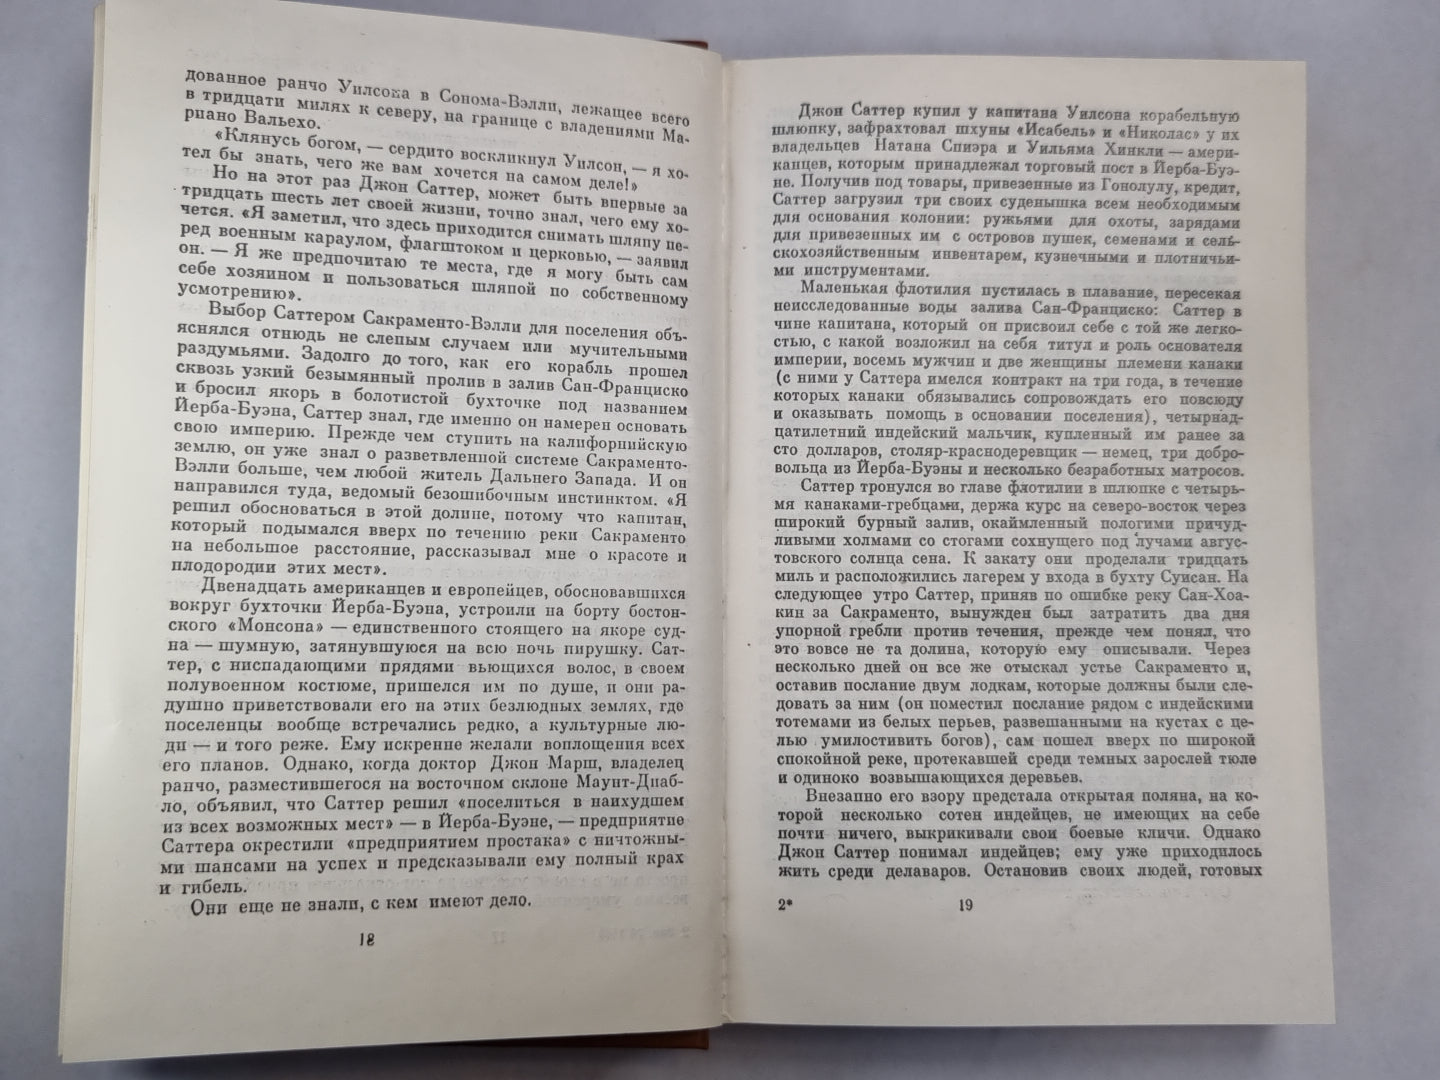 дованное ранчо Уилсона в Сонома-Вэлли, лежащее всего
в тридцати милях к северу, на границе с владениями Ма-
риано Вальехо.
«Клянусь богом, — сердито воскликнул Уилсон, — я хо-
тел бы знать, чего же вам хочется на самом деле!»
Но на этот раз Джон Саттер, может быть впервые за
тридцать шесть лет своей жизни, точно знал, чего ему хо-
чется. «Я заметил, что здесь приходится снимать шляпу пе-
ред военным караулом, флагштоком и церковью, — заявил
он. — Я же предпочитаю те места, где я могу быть сам
себе хозяином и пользоваться шляпой по собственному
усмотрению».
Выбор Саттером Сакраменто-Вэлли для поселения объ-
яснялся отнюдь не слепым случаем или мучительными
раздумьями. Задолго до того, как его корабль прошел
сквозь узкий безымянный пролив в залив Сан-Франциско
и бросил якорь в болотистой бухточке под названием
Йерба-Буэна, Саттер знал, где именно он намерен основать
свою империю. Прежде чем ступить на калифорнийскую
землю, он уже знал о разветвленной системе Сакраменто-
Вэлли больше, чем любой житель Дальнего Запада. И он
направился туда, ведомый безошибочным инстинктом. «Я
решил обосноваться в этой долине, потому что капитан,
который подымался вверх по течению реки Сакраменто
на небольшое расстояние, рассказывал мне о красоте и
плодородии этих мест».
Двенадцать американцев и европейцев, обосновавшихся
вокруг бухточки Йерба-Буэна, устроили на борту бостон-
ского «Монсона» — единственного стоящего на якоре суд-
на — шумную, затянувшуюся на всю ночь пирушку. Сат-
тер, с ниспадающими прядями вьющихся волос, в своем
полувоенном костюме, пришелся им по душе, и они ра-
душно приветствовали его на этих безлюдных землях, где
поселенцы вообще встречались редко, а культурные лю-
ди — и того реже. Ему искренне желали воплощения всех
его планов. Однако, когда доктор Джон Марш, владелец
ранчо, разместившегося на восточном склоне Маунт-Диаб-
ло, объявил, что Саттер решил «поселиться в наихудшем
из всех возможных мест» — в Йерба-Буэне, — предприятие
Саттера окрестили «предприятием простака» с ничтожны-
ми шансами на успех и предсказывали ему полный крах
и гибель.
Они еще не знали, с кем имеют дело.
18
Джон Саттер купил у капитана Уилсона корабельную
шлюпку, зафрахтовал шхуны «Исабель» и «Николас» у их
владельцев Натана Спиэра и Уильяма Хинкли — амери-
канцев, которым принадлежал торговый пост в Йерба-Буэ-
не. Получив под товары, привезенные из Гонолулу, кредит,
Саттер загрузил три своих суденышка всем необходимым
для основания колонии: ружьями для охоты, зарядами
для привезенных им с островов пушек, семенами и сель-
скохозяйственным инвентарем, кузнечными и плотничьи-
ми инструментами.
Маленькая флотилия пустилась в плавание, пересекая
неисследованные воды залива Сан-Франциско: Саттер в
чине капитана, который он присвоил себе с той же легко-
стью, с какой возложил на себя титул и роль основателя
империи, восемь мужчин и две женщины племени канаки
(с ними у Саттера имелся контракт на три года, в течение
которых канаки обязывались сопровождать его повсюду
и оказывать помощь в основании поселения), четырнад-
цатилетний индейский мальчик, купленный им ранее за
сто долларов, столяр-краснодеревщик — немец, три добро-
вольца из Йерба-Буэны и несколько безработных матросов.
Саттер тронулся во главе флотилии в шлюпке с четырь-
мя канаками-гребцами, держа курс на северо-восток через
широкий бурный залив, окаймленный пологими причуд-
ливыми холмами со стогами сохнущего под лучами авгус-
товского солнца сена. К закату они проделали тридцать
миль и расположились лагерем у входа в бухту Суисан. На
следующее утро Саттер, приняв по ошибке реку Сан-Хоа-
кин за Сакраменто, вынужден был затратить два дня
упорной гребли против течения, прежде чем понял, что
это вовсе не та долина, которую ему описывали. Через
несколько дней он все же отыскал устье Сакраменто и,
оставив послание двум лодкам, которые должны были сле-
довать за ним (он поместил послание рядом с индейскими
тотемами из белых перьев, развешанными на кустах с це-
лью умилостивить богов), сам пошел вверх по широкой
спокойной реке, протекавшей среди темных зарослей тюле
и одиноко возвышающихся деревьев.
Внезапно его взору предстала открытая поляна, на ко-
торой несколько сотен индейцев, не имеющих на себе
почти ничего, выкрикивали свои боевые кличи. Однако
Джон Саттер понимал индейцев; ему уже приходилось
жить среди делаваров. Остановив своих людей, готовых
2* 19